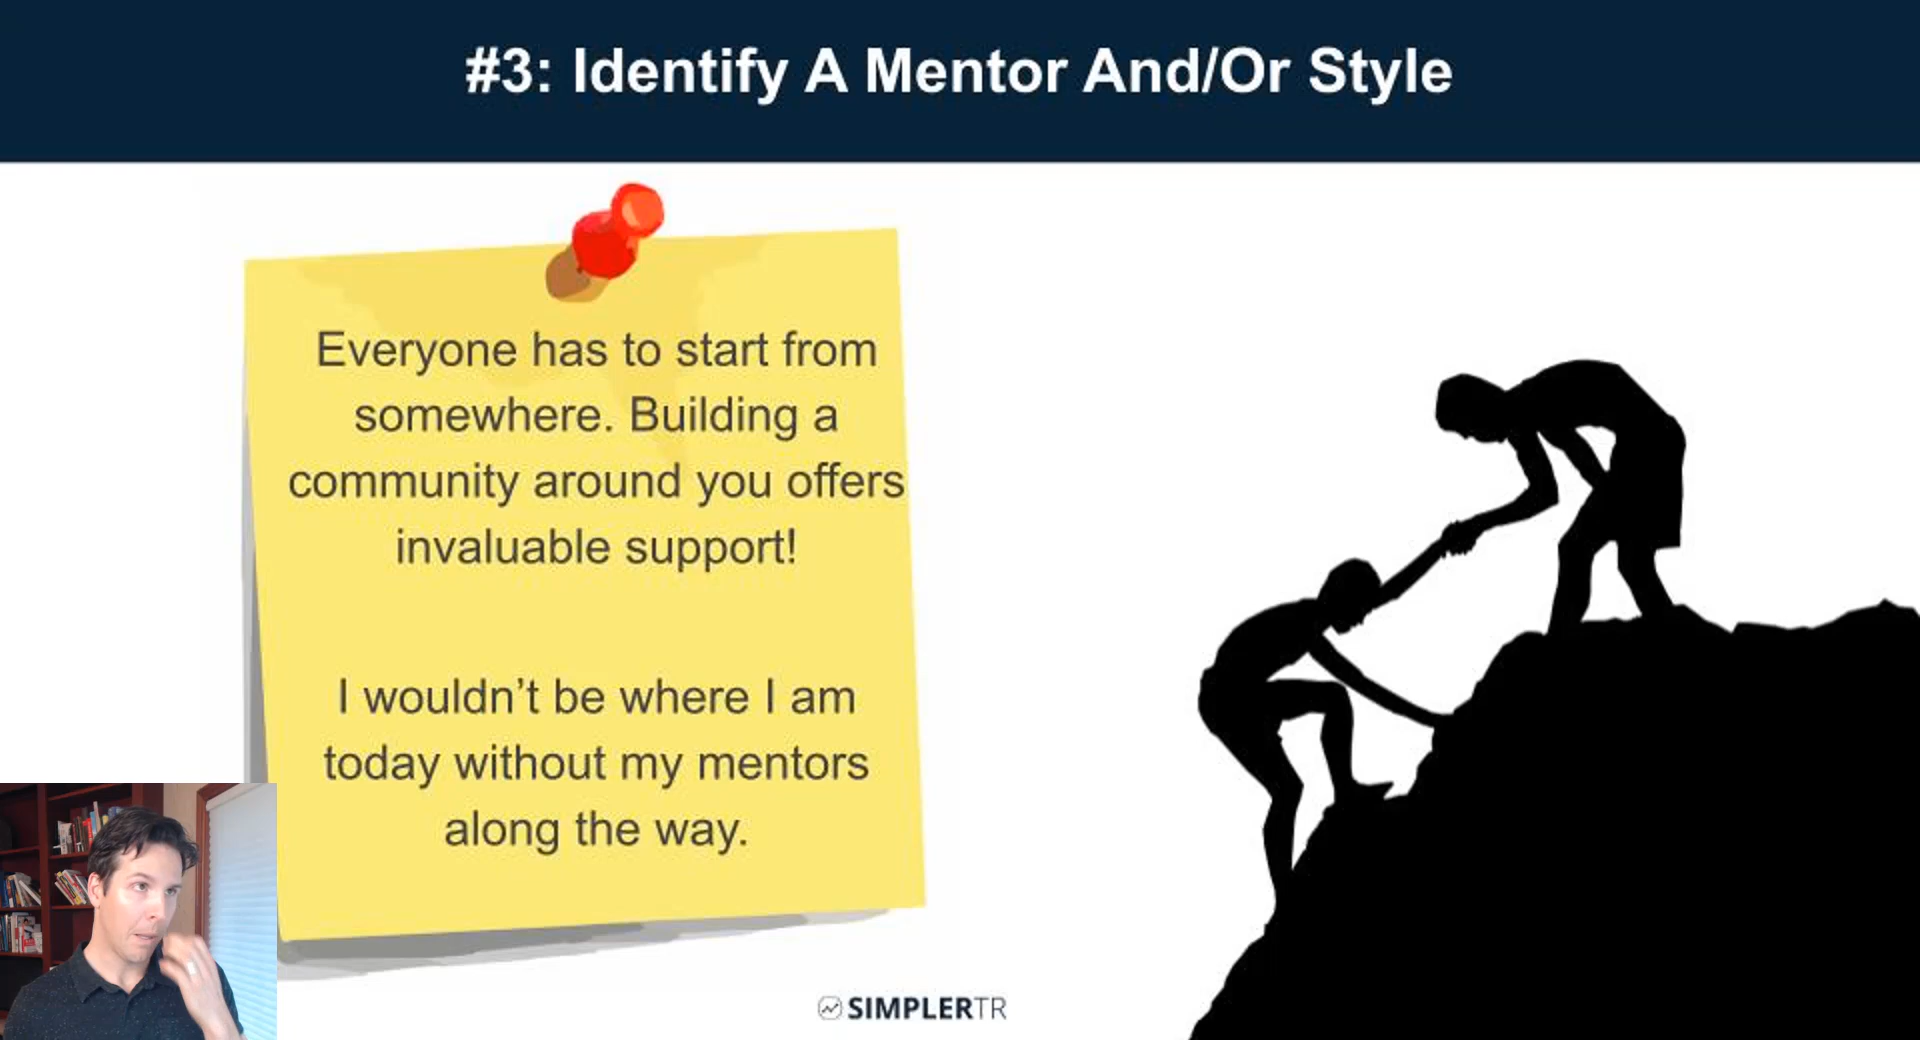 #3: Identify A Mentor And/Or Style
Everyone has to start from
somewhere. Building a
community around you offers
invaluable support!
I wouldn’t be where I am
today without my mentors
along the way.
SIMPLERTR